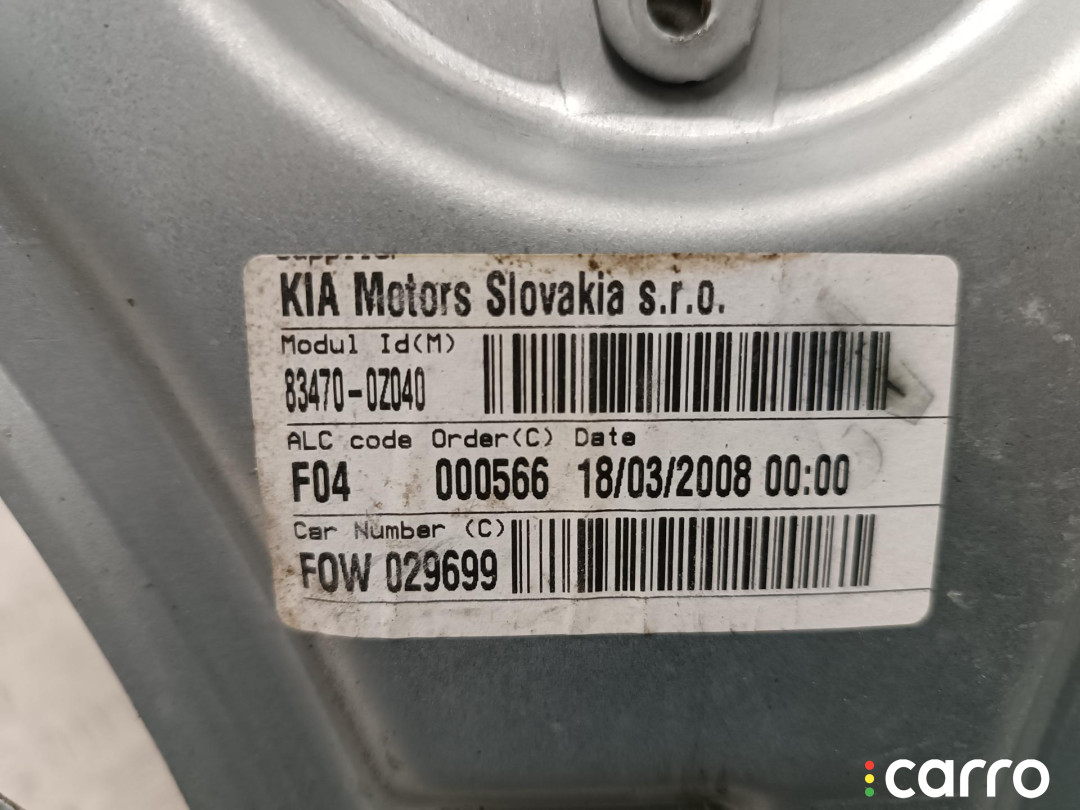 Supplier
KIA Motors Slovakia s.r.o.
Modul Id(M)
83470-0Z040
ALC code Order(C) Date
F04 000566 18/03/2008 00:00
Car Number (C)
FOW 029699
carro